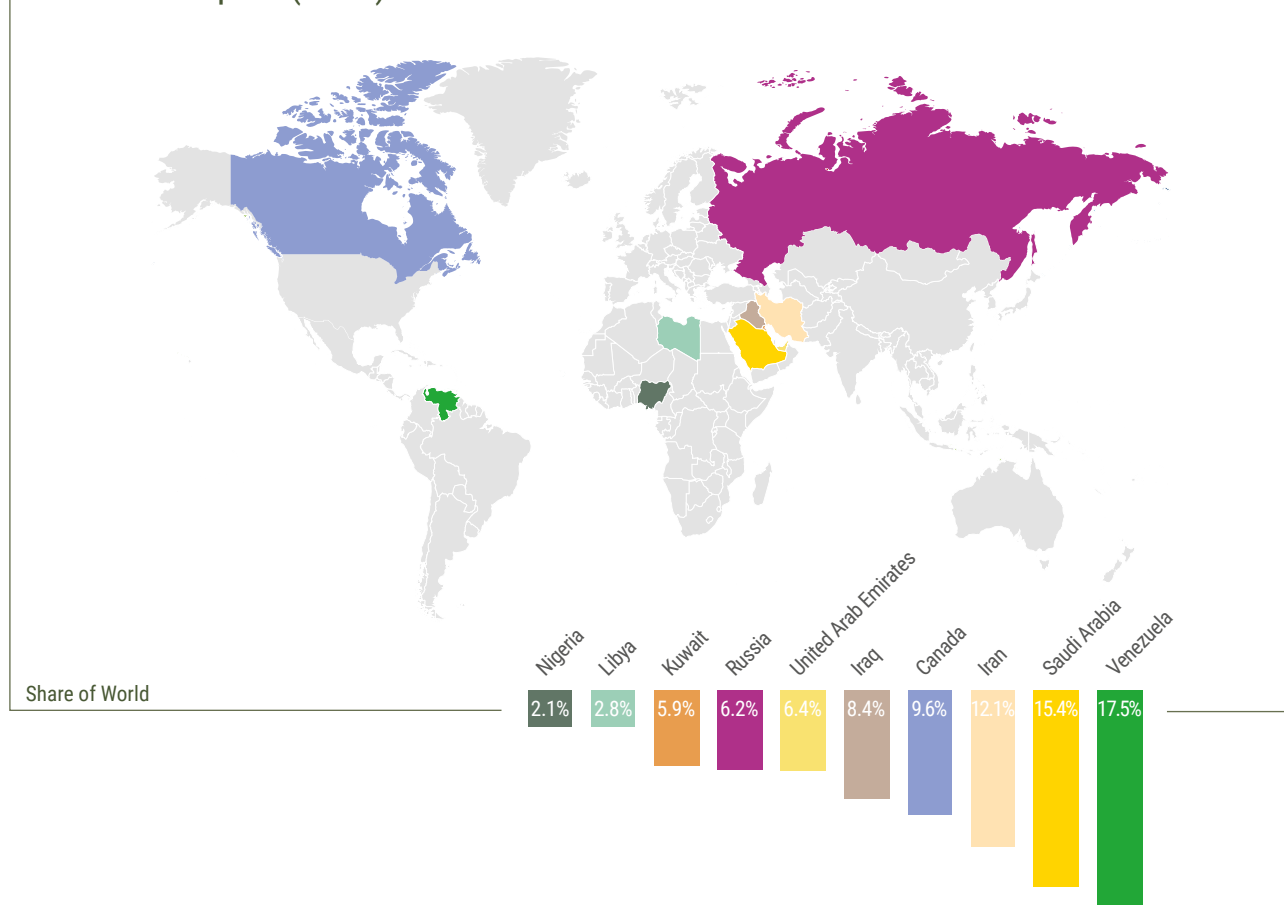 Share of World
Nigeria
Libya
Kuwait
Russia
United Arab Emirates
Iraq
Canada
Iran
Saudi Arabia
Venezuela
2.1%
2.8%
5.9%
6.2%
6.4%
8.4%
9.6%
12.1%
15.4%
17.5%